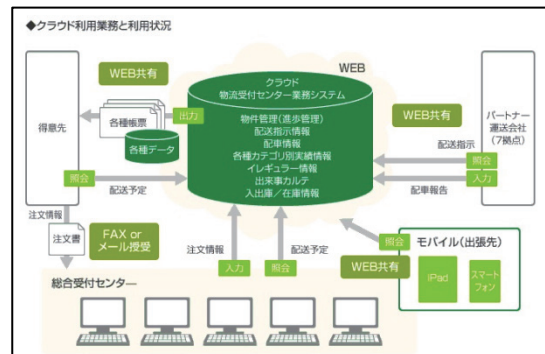 ◆クラウド利用業務と利用状況
WEB共有
WEB
クラウド
物流受付センター業務システム
物件管理(進歩管理)
配送指示情報
配車情報
各種カテゴリ別実績情報
イレギュラー情報
出来事カルテ
入出庫/在庫情報
得意先
各種帳票
出力
各種データ
照会
配送予定
WEB共有
パートナー
運送会社
(7拠点)
配送指示
照会
入力
配車報告
注文情報
注文書
FAX or
メール授受
注文情報
入力
配送予定
照会
照会
WEB共有
モバイル(出張先)
iPad
スマート
フォン
総合受付センター